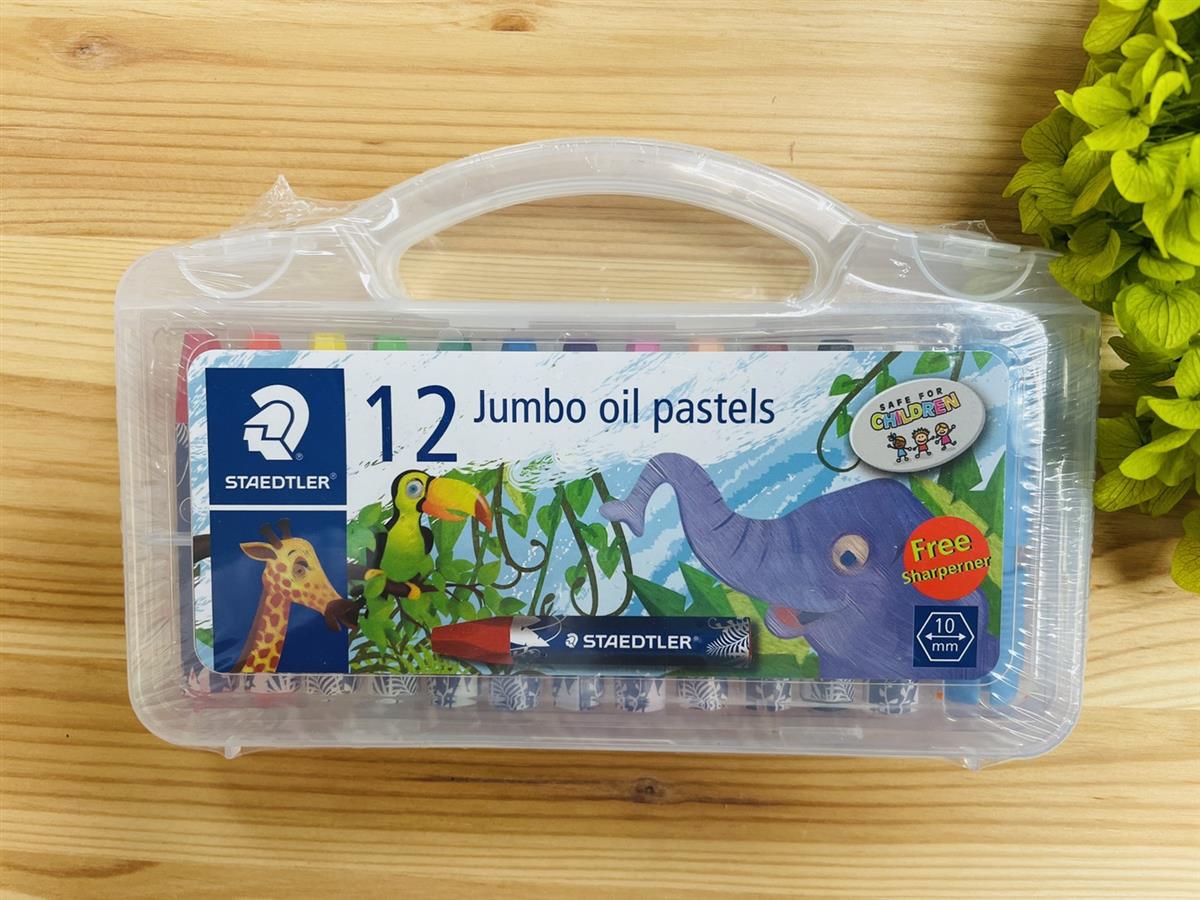 STAEDTLER®
12 Jumbo oil pastels
SAFE FOR
CHILDREN
Free
Sharperner
STAEDTLER®
10
mm